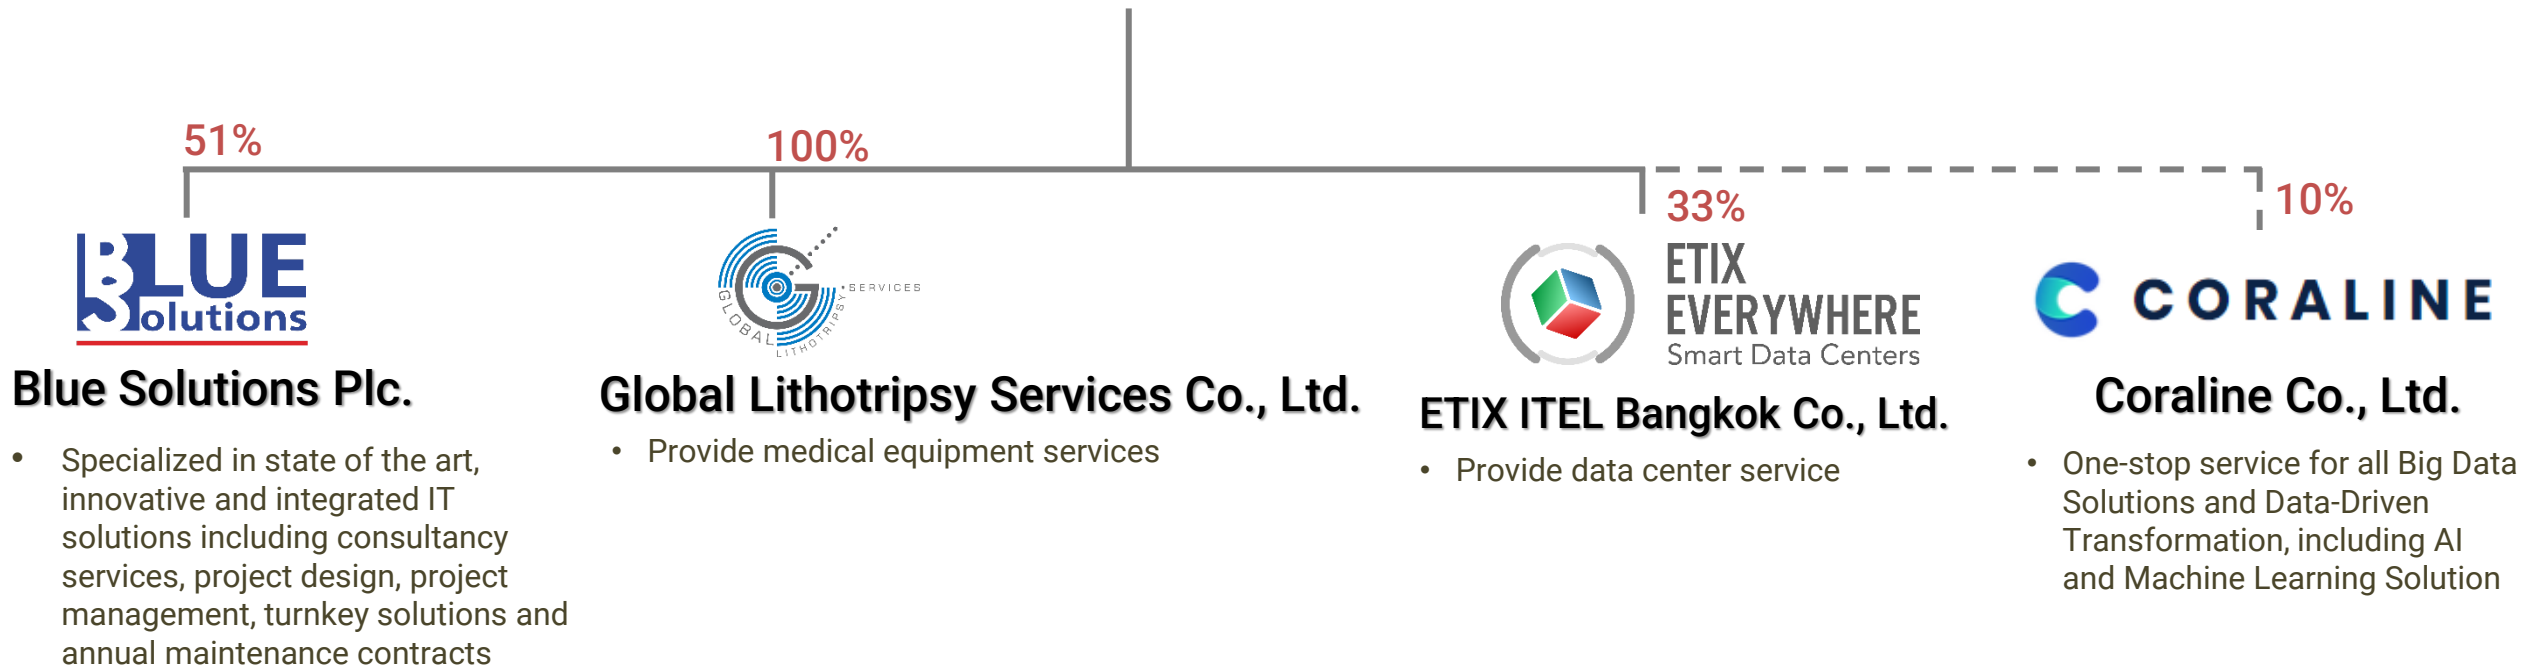 51%
100%
33%
10%
BLUE
Solutions
GLOBAL LITHOTRIPSY SERVICES
ETIX
EVERYWHERE
Smart Data Centers
CORALINE
Blue Solutions Plc.
• Specialized in state of the art,
innovative and integrated IT
solutions including consultancy
services, project design, project
management, turnkey solutions and
annual maintenance contracts
Global Lithotripsy Services Co., Ltd.
• Provide medical equipment services
ETIX ITEL Bangkok Co., Ltd.
• Provide data center service
Coraline Co., Ltd.
• One-stop service for all Big Data
Solutions and Data-Driven
Transformation, including AI
and Machine Learning Solution